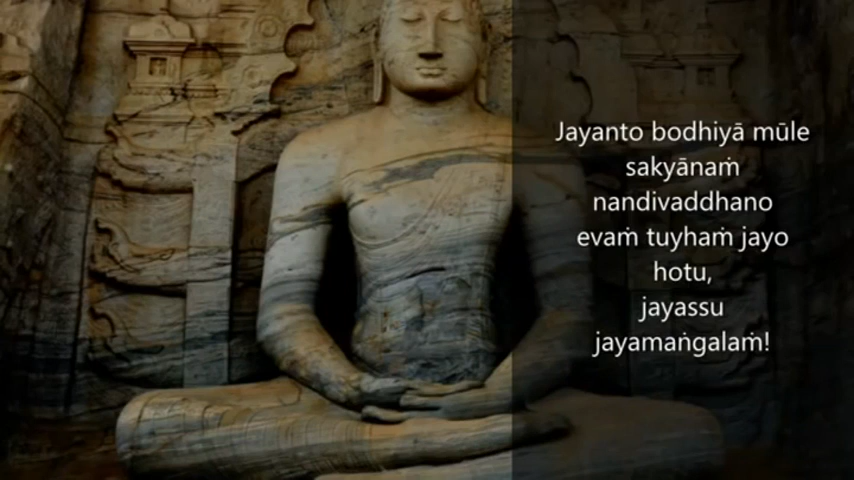 Jayanto bodhiyā mūle
sakyānaṁ
nandivaddhano
evaṁ tuyhaṁ jayo
hotu,
jayassu
jayamaṅgalaṁ!